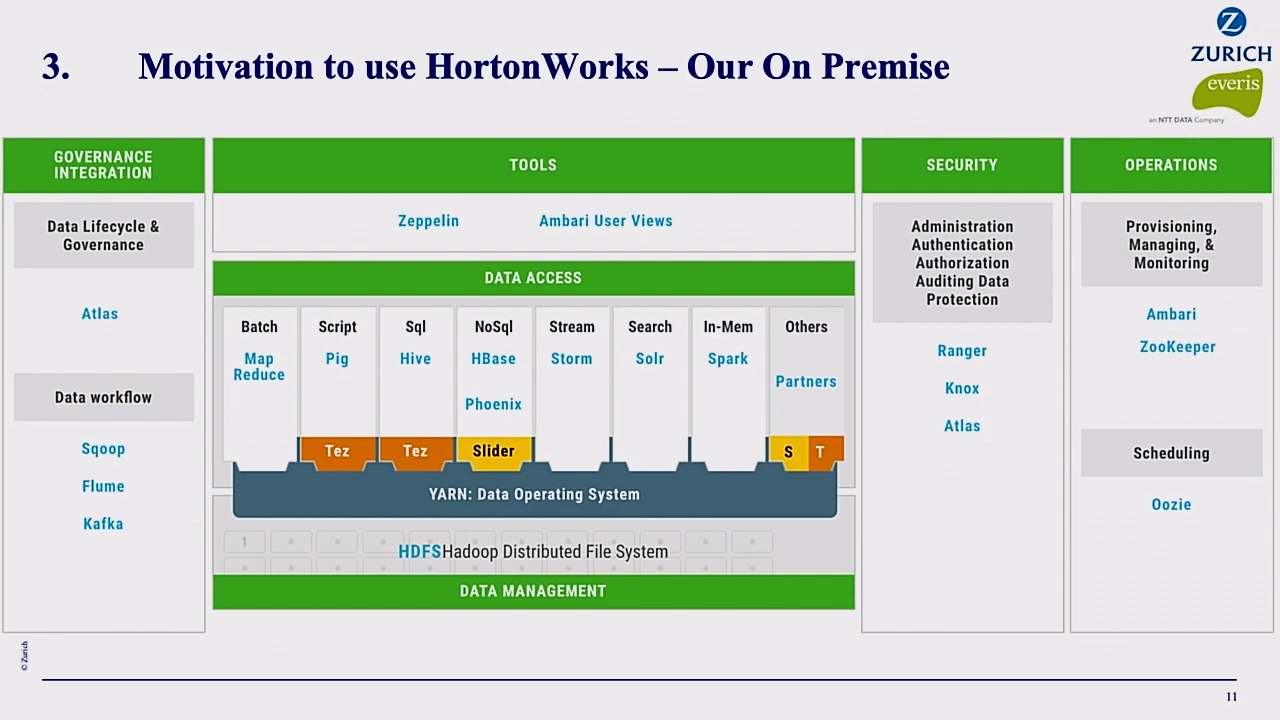 3. Motivation to use HortonWorks – Our On Premise
Z
ZURICH
everis
an NTT DATA Company
GOVERNANCE
INTEGRATION
Data Lifecycle &
Governance
Atlas
Data workflow
Sqoop
Flume
Kafka
TOOLS
Zeppelin Ambari User Views
DATA ACCESS
Batch Script Sql NoSql Stream Search In-Mem Others
Map
Reduce
Pig Hive HBase Storm Solr Spark
Partners
Phoenix
Tez Tez Slider S T
YARN: Data Operating System
1
HDFSHadoop Distributed File System
DATA MANAGEMENT
SECURITY
Administration
Authentication
Authorization
Auditing Data
Protection
Ranger
Knox
Atlas
OPERATIONS
Provisioning,
Managing, &
Monitoring
Ambari
ZooKeeper
Scheduling
Oozie
© Zurich
11